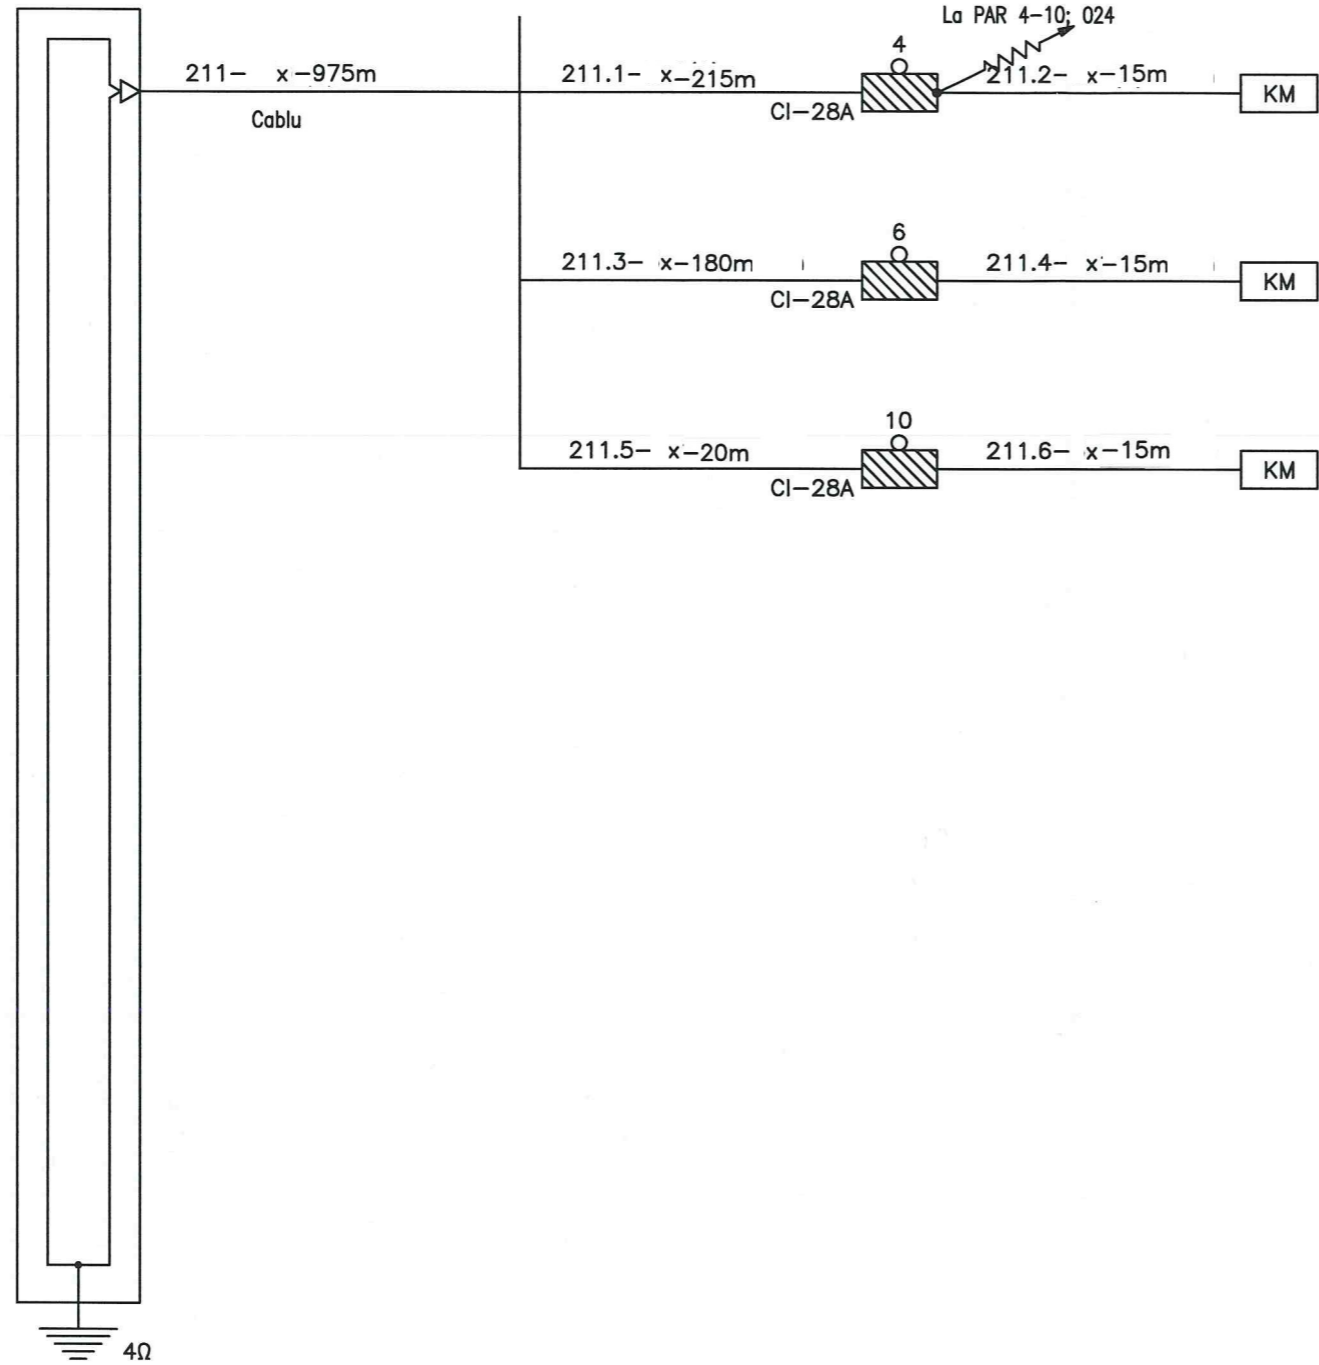 La PAR 4-10; 024
4
211- x-975m
211.1- x-215m
211.2- x-15m
KM
CI-28A
Cablu
6
211.3- x-180m
211.4- x-15m
KM
CI-28A
10
211.5- x-20m
211.6- x-15m
KM
CI-28A
4Ω